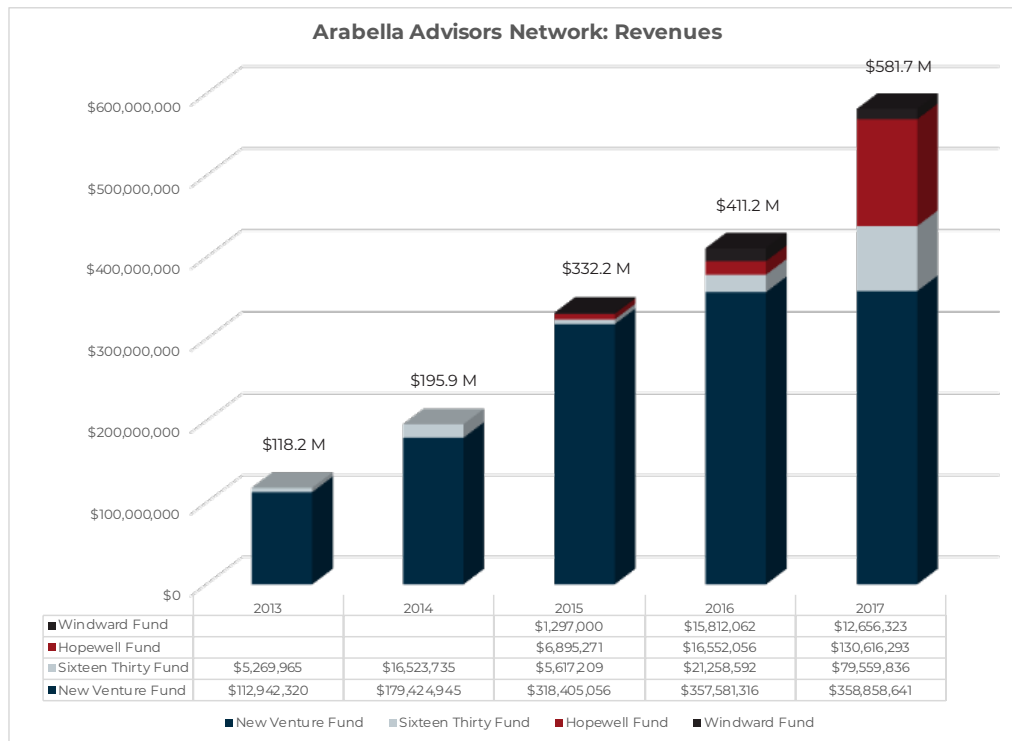 Arabella Advisors Network: Revenues
$581.7 M
$600,000,000
$500,000,000
$411.2 M
$400,000,000
$332.2 M
$300,000,000
$195.9 M
$200,000,000
$118.2 M
$100,000,000
$0
2013 2014 2015 2016 2017
Windward Fund $1,297,000 $15,812,062 $12,656,323
Hopewell Fund $6,895,271 $16,552,056 $130,616,293
Sixteen Thirty Fund $5,269,965 $16,523,735 $5,617,209 $21,258,592 $79,559,836
New Venture Fund $112,942,320 $179,424,945 $318,405,056 $357,581,316 $358,858,641
New Venture Fund Sixteen Thirty Fund Hopewell Fund Windward Fund